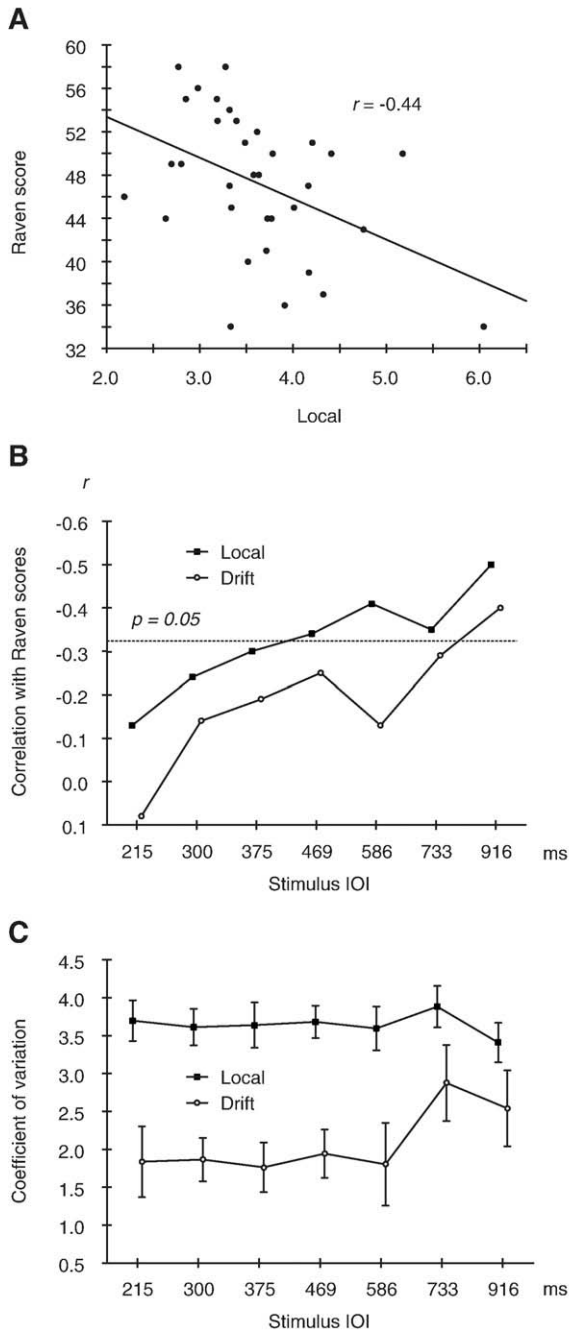 A
60
56
52
48
44
40
36
32
Raven score
r = -0.44
2.0 3.0 4.0 5.0 6.0
Local
B
r
-0.6
-0.5
-0.4
-0.3
-0.2
-0.1
0.0
0.1
Correlation with Raven scores
Local
Drift
p = 0.05
215 300 375 469 586 733 916 ms
Stimulus IOI
C
4.5
4.0
3.5
3.0
2.5
2.0
1.5
1.0
0.5
Coefficient of variation
Local
Drift
215 300 375 469 586 733 916 ms
Stimulus IOI